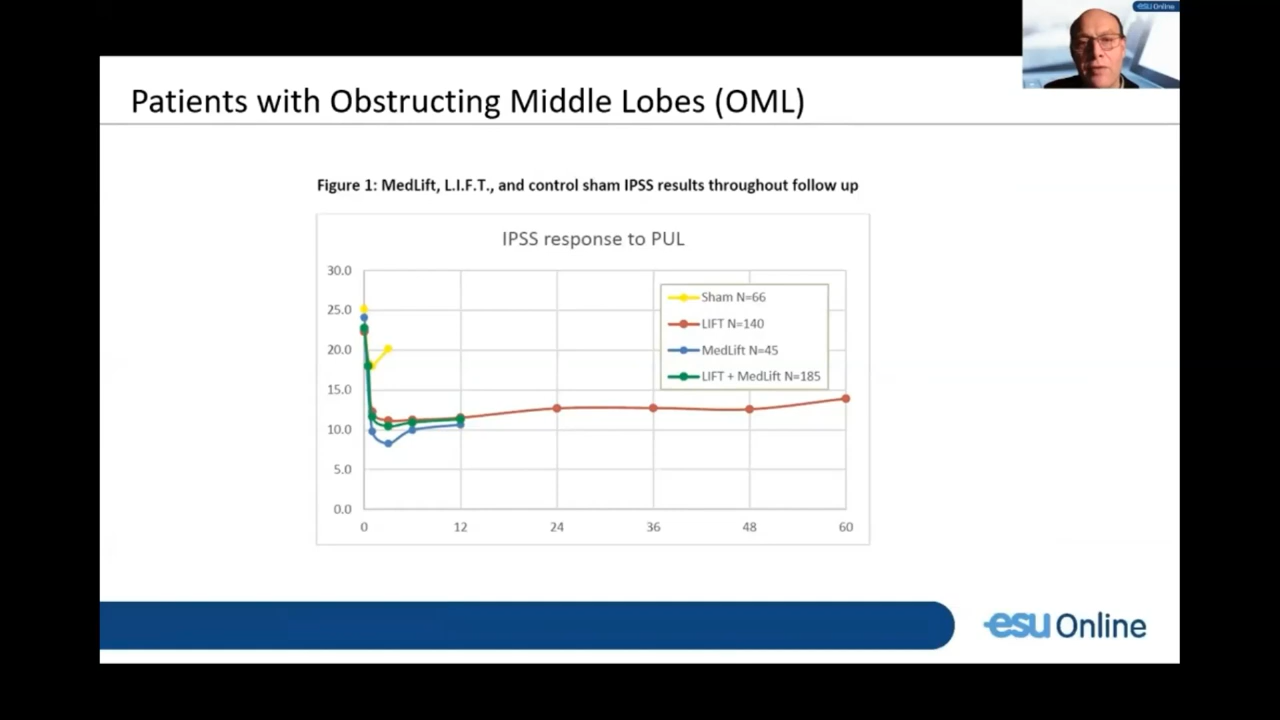 esu Online
Patients with Obstructing Middle Lobes (OML)
Figure 1: MedLift, L.I.F.T., and control sham IPSS results throughout follow up
IPSS response to PUL
30.0
25.0
20.0
15.0
10.0
5.0
0.0
0 12 24 36 48 60
Sham N=66
LIFT N=140
MedLift N=45
LIFT + MedLift N=185
esu Online